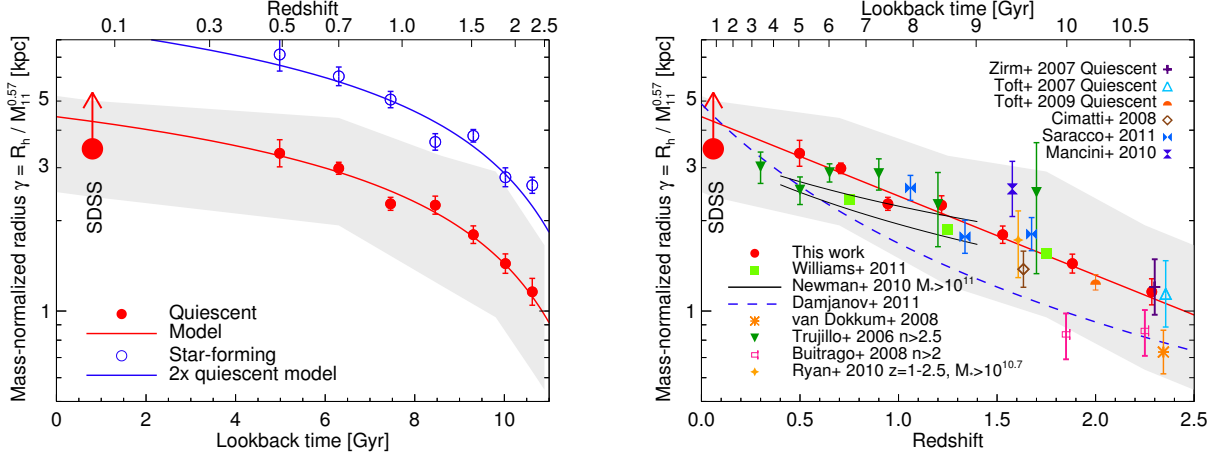 Redshift
0.1 0.3 0.5 0.7 1.0 1.3 2 2.5
Mass-normalized radius γ = R_h / M_11^0.57 [kpc]
5
3
1
SDSS
Quiescent
Model
Star-forming
2x quiescent model
0 2 4 6 8 10
Lookback time [Gyr]
Lookback time [Gyr]
1 2 3 4 5 6 7 8 9 10 10.5
Mass-normalized radius γ = R_h / M_11^0.57 [kpc]
5
3
1
SDSS
Zirm+ 2007 Quiescent
Toft+ 2007 Quiescent
Toft+ 2009 Quiescent
Cimatti+ 2008
Saracco+ 2011
Mancini+ 2010
This work
Williams+ 2011
Newman+ 2010 M_*>10^11
Damjanov+ 2011
van Dokkum+ 2008
Trujillo+ 2006 n>2.5
Buitrago+ 2008 n>2
Ryan+ 2010 z=1-2.5, M_*>10^10.7
0.0 0.5 1.0 1.5 2.0 2.5
Redshift